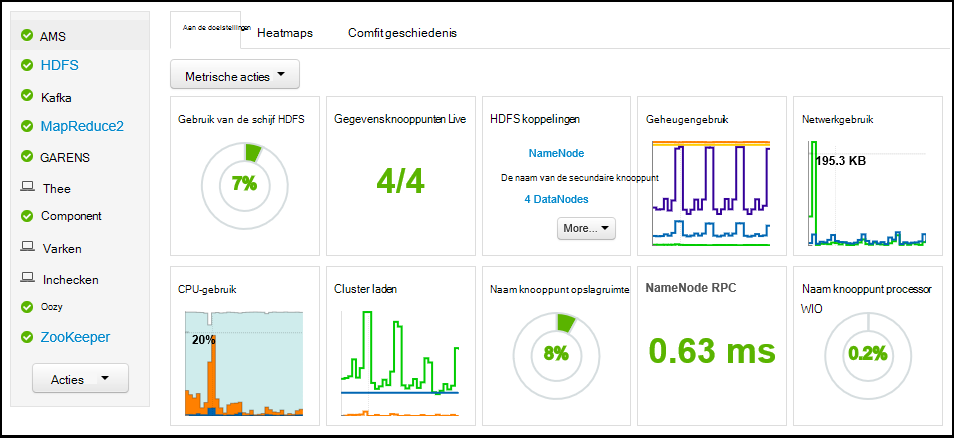 AMS
HDFS
Kafka
MapReduce2
GARENS
Thee
Component
Varken
Inchecken
Oozy
ZooKeeper
Acties
Aan de doelstellingen
Heatmaps
Comfit geschiedenis
Metrische acties
Gebruik van de schijf HDFS
7%
Gegevensknooppunten Live
4/4
HDFS koppelingen
NameNode
De naam van de secundaire knooppunt
4 DataNodes
More...
Geheugengebruik
Netwerkgebruik
195.3 KB
CPU-gebruik
20%
Cluster laden
Naam knooppunt opslagruimte
8%
NameNode RPC
0.63 ms
Naam knooppunt processor
WIO
0.2%